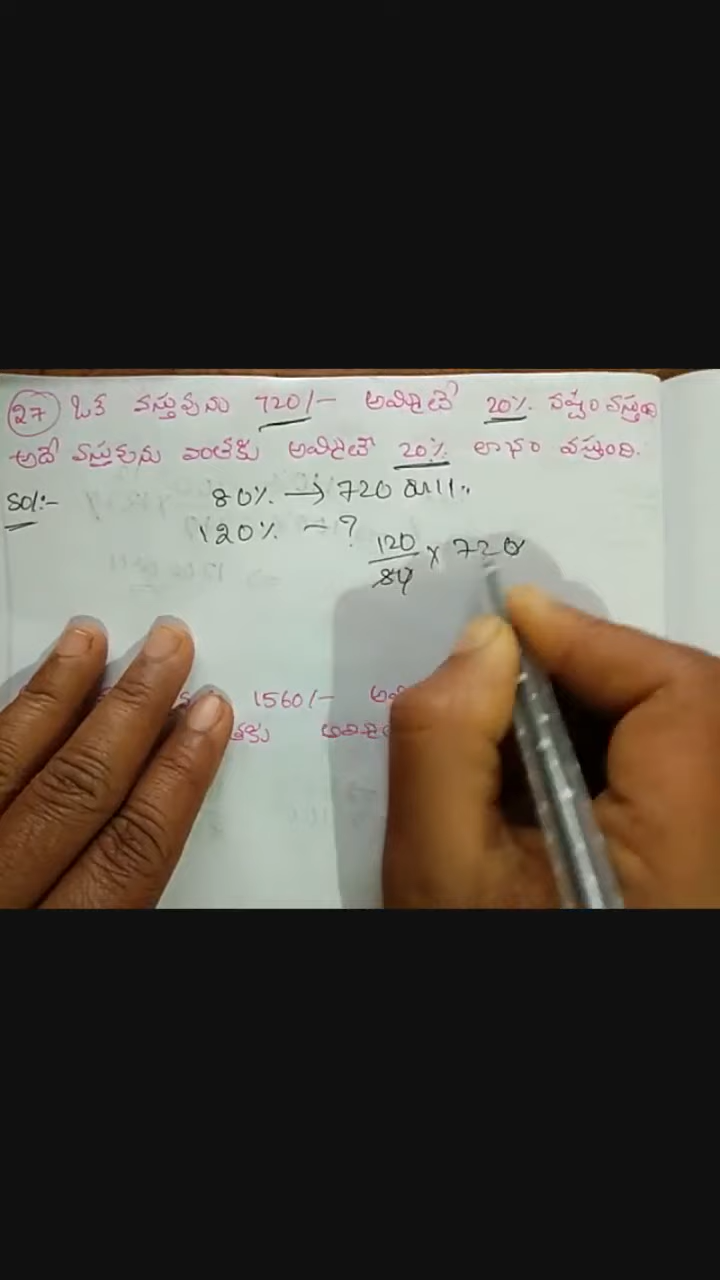 27 ఒక వస్తువును 720/- అమ్మితే 20% నష్టం వస్తుంది
అదే వస్తువును ఎంతకు అమ్మితే 20% లాభం వస్తుంది.
Sol:-
80% → 720
120% – ?
120/80 × 720
1560/-